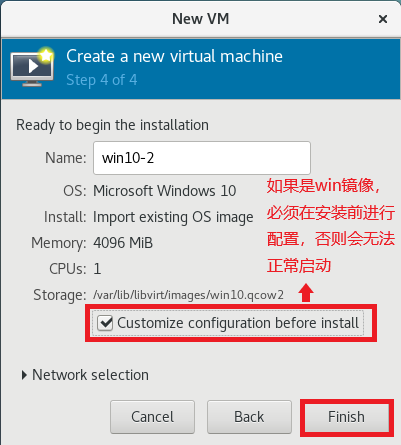 New VM
Create a new virtual machine
Step 4 of 4
Ready to begin the installation
Name: win10-2
OS: Microsoft Windows 10
Install: Import existing OS image
Memory: 4096 MiB
CPUs: 1
Storage: /var/lib/libvirt/images/win10.qcow2
如果是win镜像，
必须在安装前进行
配置，否则会无法
正常启动
Customize configuration before install
Network selection
Cancel Back Finish